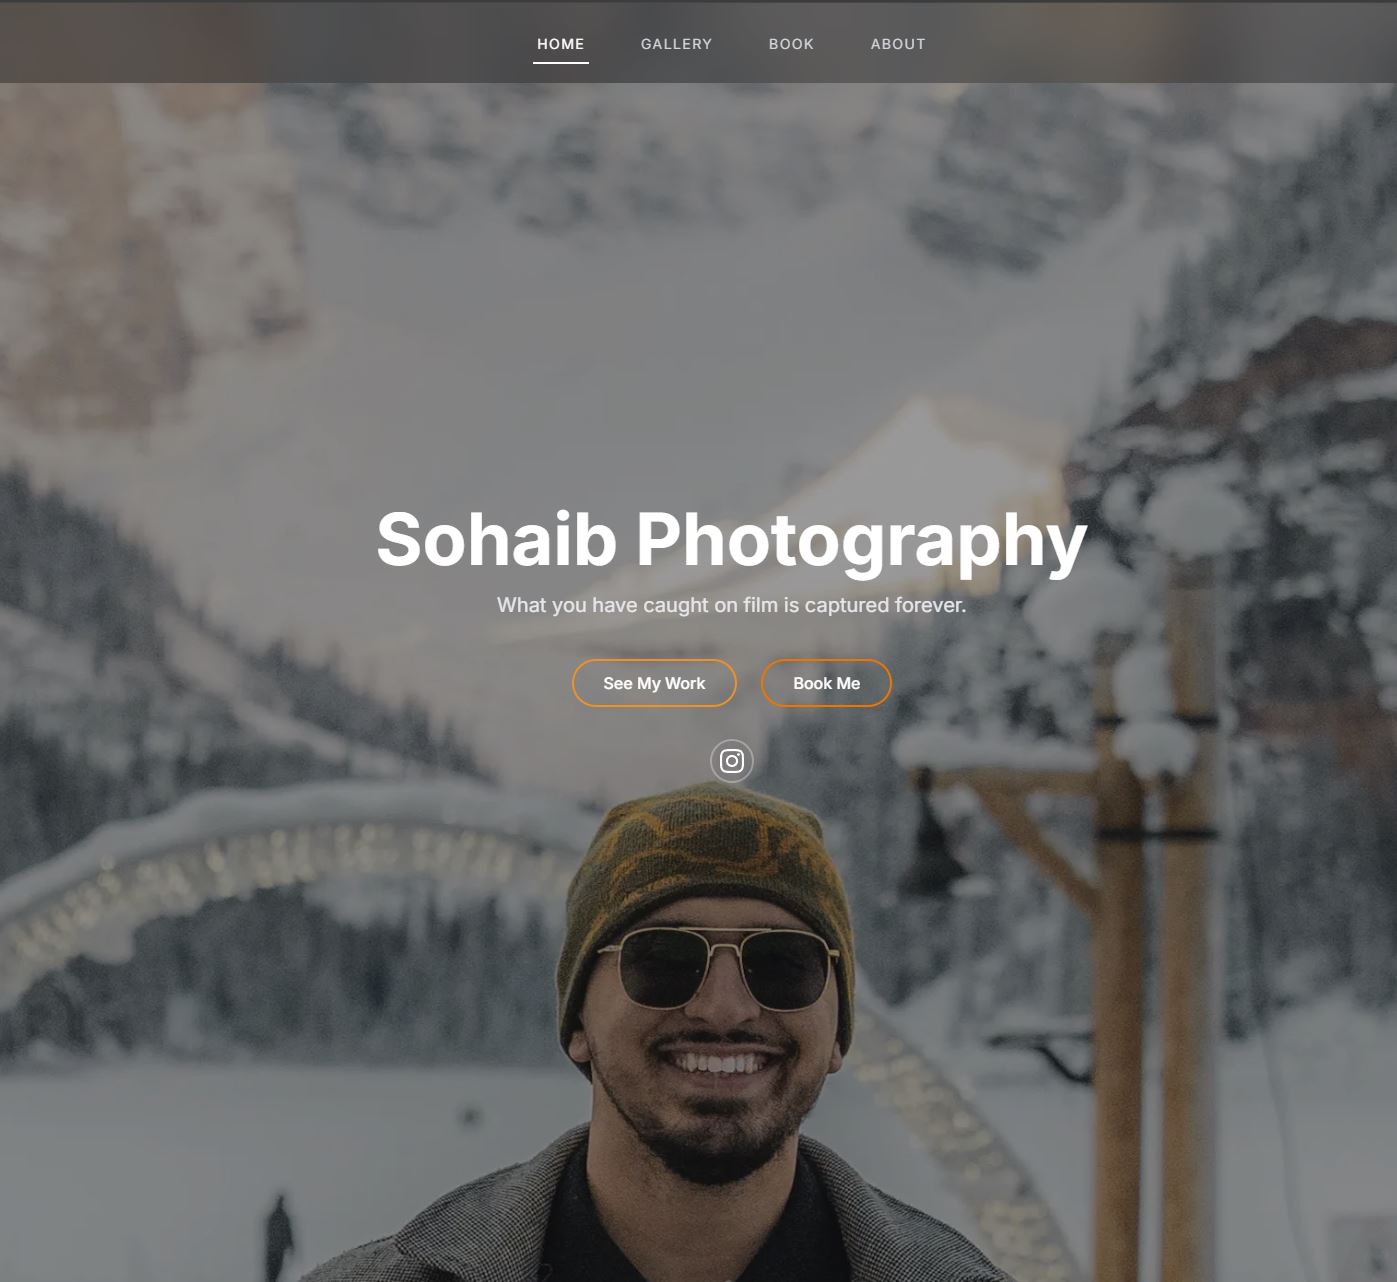 HOME GALLERY BOOK ABOUT
Sohaib Photography
What you have caught on film is captured forever.
See My Work Book Me